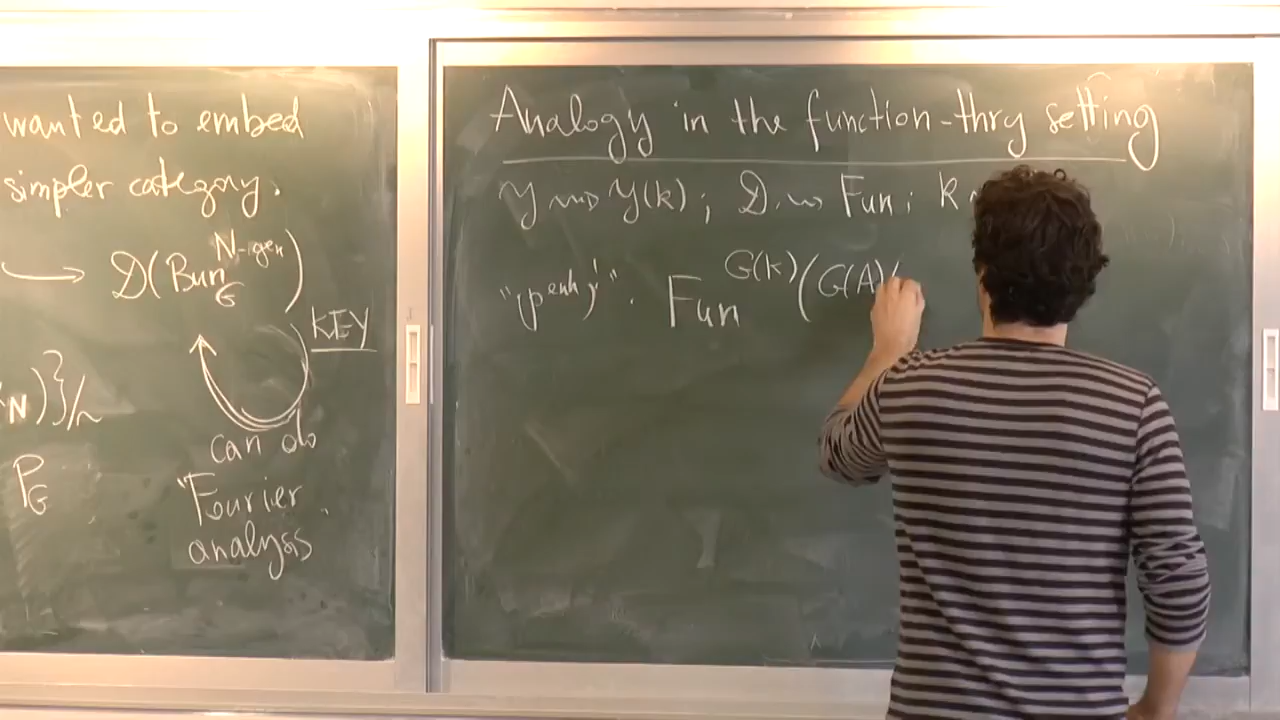 wanted to embed
simpler category.
⟶ D(Bun_G^{N-gen})
KEY
N)}/~
P_G
can do
"Fourier
analysis
Analogy in the function-thry setting
Y ⇝ Y(k); D ⇝ Fun; k
"(p^{enh})^!". Fun^{G(k)}(G(A)/